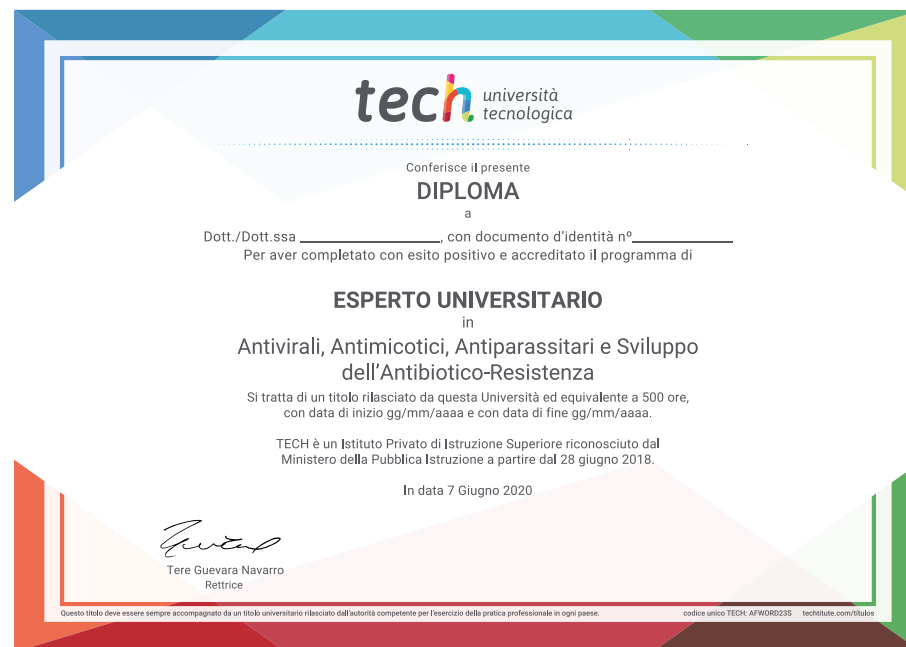 tech università
tecnologica
Conferisce il presente
DIPLOMA
a
Dott./Dott.ssa ____________________, con documento d'identità nº______________
Per aver completato con esito positivo e accreditato il programma di
ESPERTO UNIVERSITARIO
in
Antivirali, Antimicotici, Antiparassitari e Sviluppo
dell'Antibiotico-Resistenza
Si tratta di un titolo rilasciato da questa Università ed equivalente a 500 ore,
con data di inizio gg/mm/aaaa e con data di fine gg/mm/aaaa.
TECH è un Istituto Privato di Istruzione Superiore riconosciuto dal
Ministero della Pubblica Istruzione a partire dal 28 giugno 2018.
In data 7 Giugno 2020
Tere Guevara Navarro
Rettrice
Questo titolo deve essere sempre accompagnato da un titolo universitario rilasciato dall'autorità competente per l'esercizio della pratica professionale in ogni paese. codice unico TECH: AFWORD23S techtitute.com/titulos